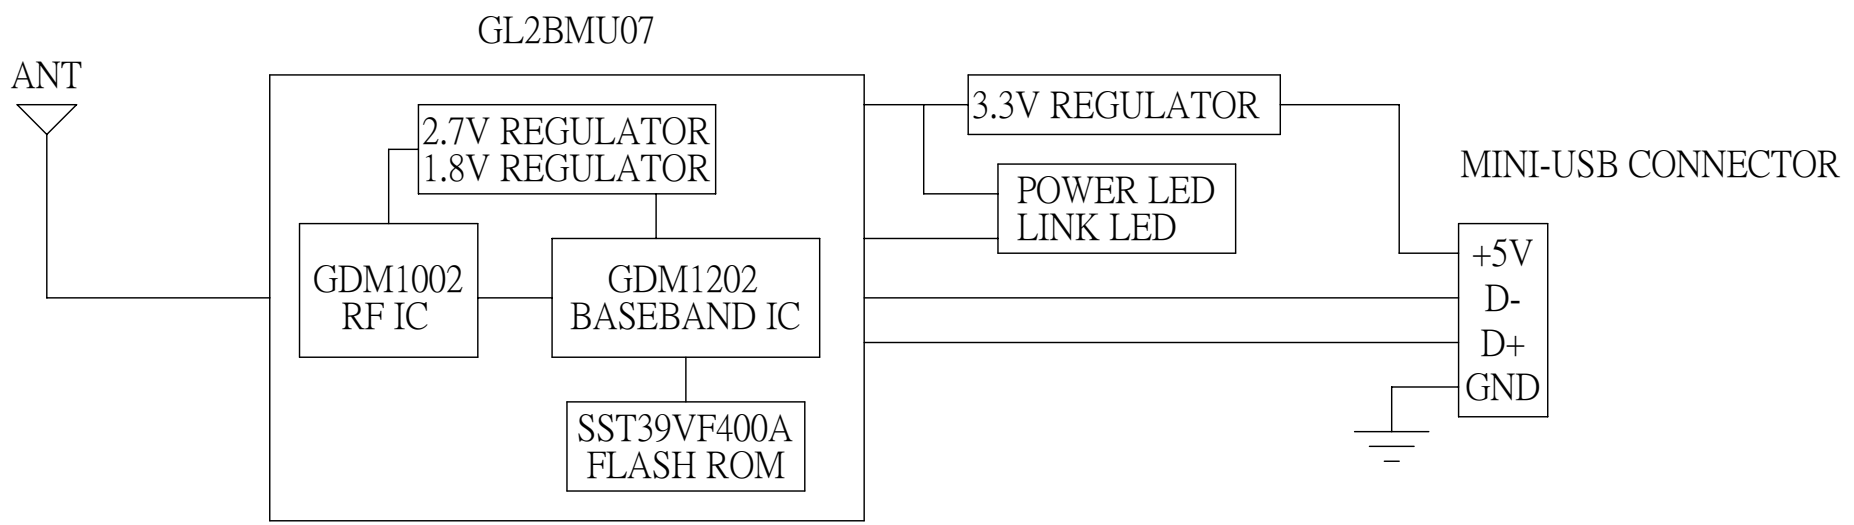 GL2BMU07
ANT
2.7V REGULATOR
1.8V REGULATOR
3.3V REGULATOR
POWER LED
LINK LED
MINI-USB CONNECTOR
GDM1002
RF IC
GDM1202
BASEBAND IC
+5V
D-
D+
GND
SST39VF400A
FLASH ROM